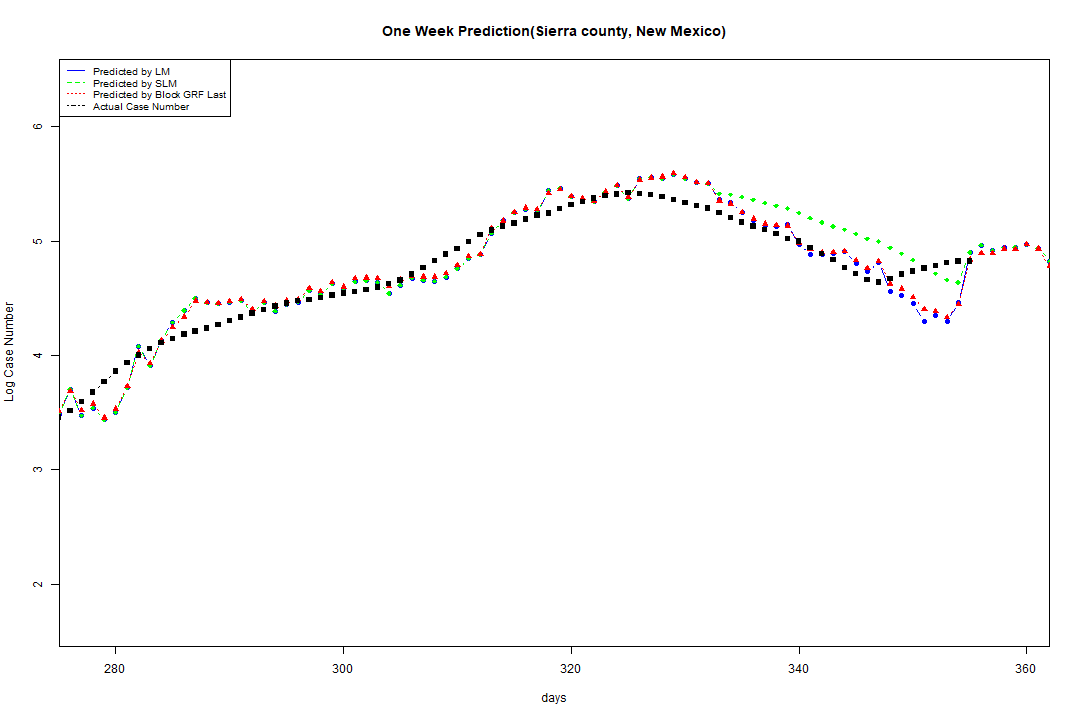 One Week Prediction(Sierra county, New Mexico)
Predicted by LM
Predicted by SLM
Predicted by Block GRF Last
Actual Case Number
6
5
4
3
2
Log Case Number
280
300
320
340
360
days